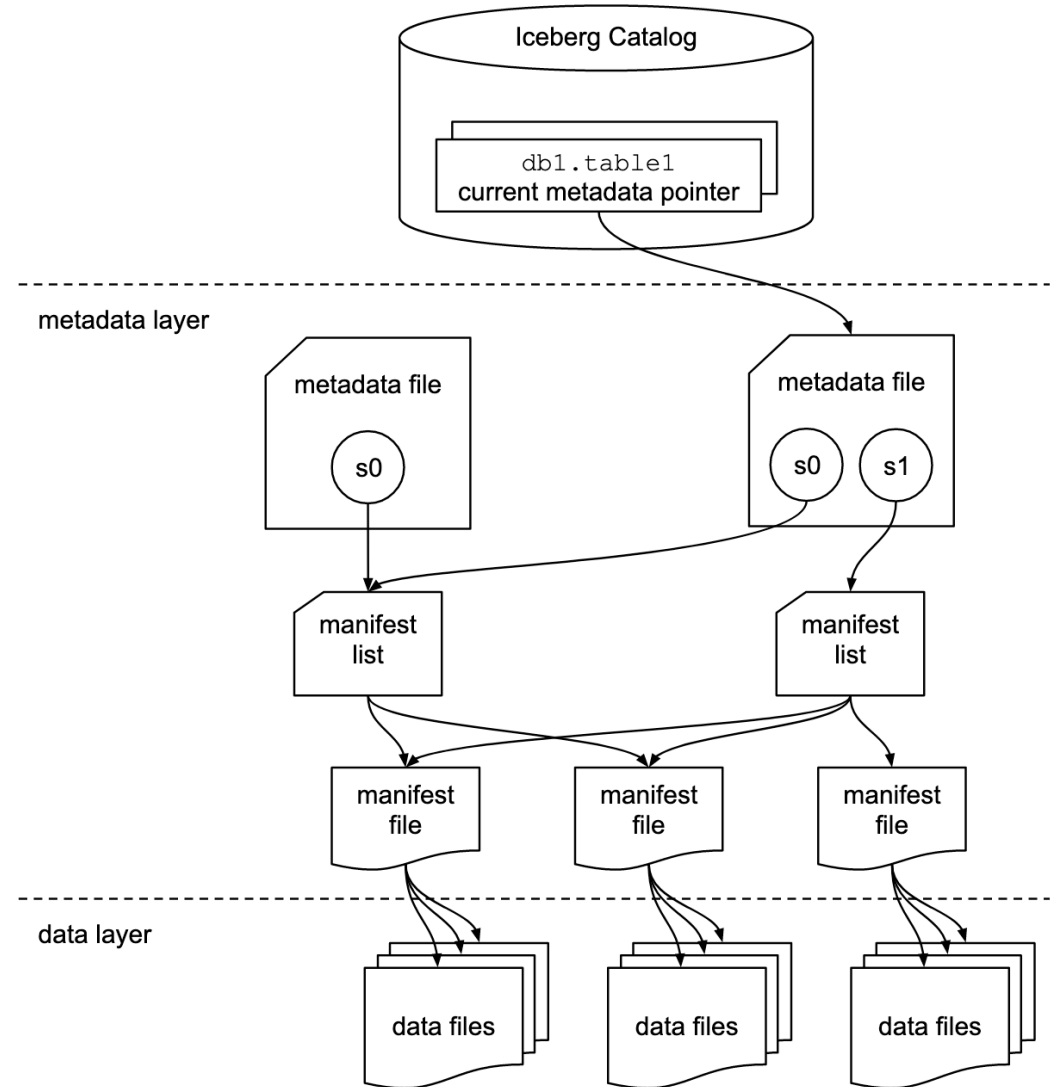 Iceberg Catalog
db1.table1
current metadata pointer
metadata layer
metadata file
s0
metadata file
s0
s1
manifest
list
manifest
list
manifest
file
manifest
file
manifest
file
data layer
data files
data files
data files